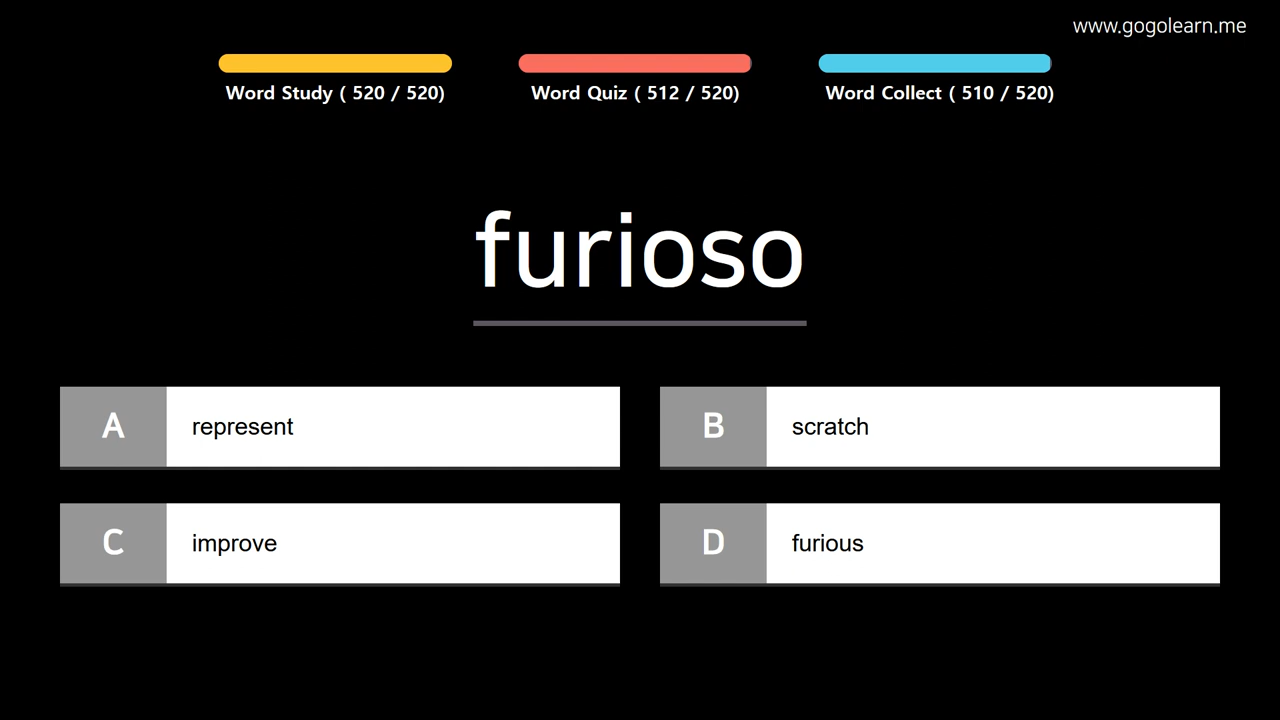 www.gogolearn.me
Word Study ( 520 / 520)
Word Quiz ( 512 / 520)
Word Collect ( 510 / 520)
furioso
A represent
B scratch
C improve
D furious